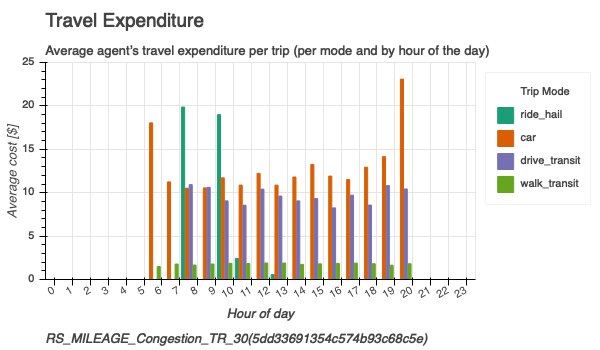 Travel Expenditure
Average agent's travel expenditure per trip (per mode and by hour of the day)
25
20
15
10
5
0
Average cost [$]
0 1 2 3 4 5 6 7 8 9 10 11 12 13 14 15 16 17 18 19 20 21 22 23
Hour of day
Trip Mode
ride_hail
car
drive_transit
walk_transit
RS_MILEAGE_Congestion_TR_30(5dd33691354c574b93c68c5e)